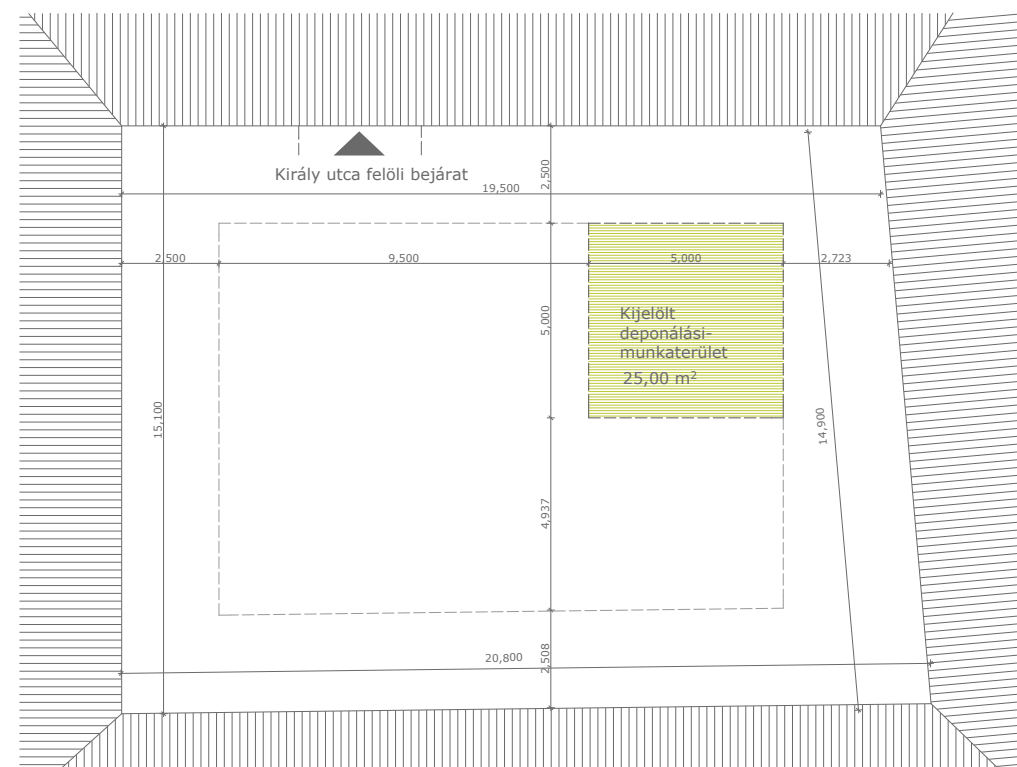 Király utca felöli bejárat
2,500
19,500
2,500
9,500
5,000
2,723
5,000
Kijelölt
deponálási-
munkaterület
25,00 m²
15,100
14,900
4,937
20,800
2,508